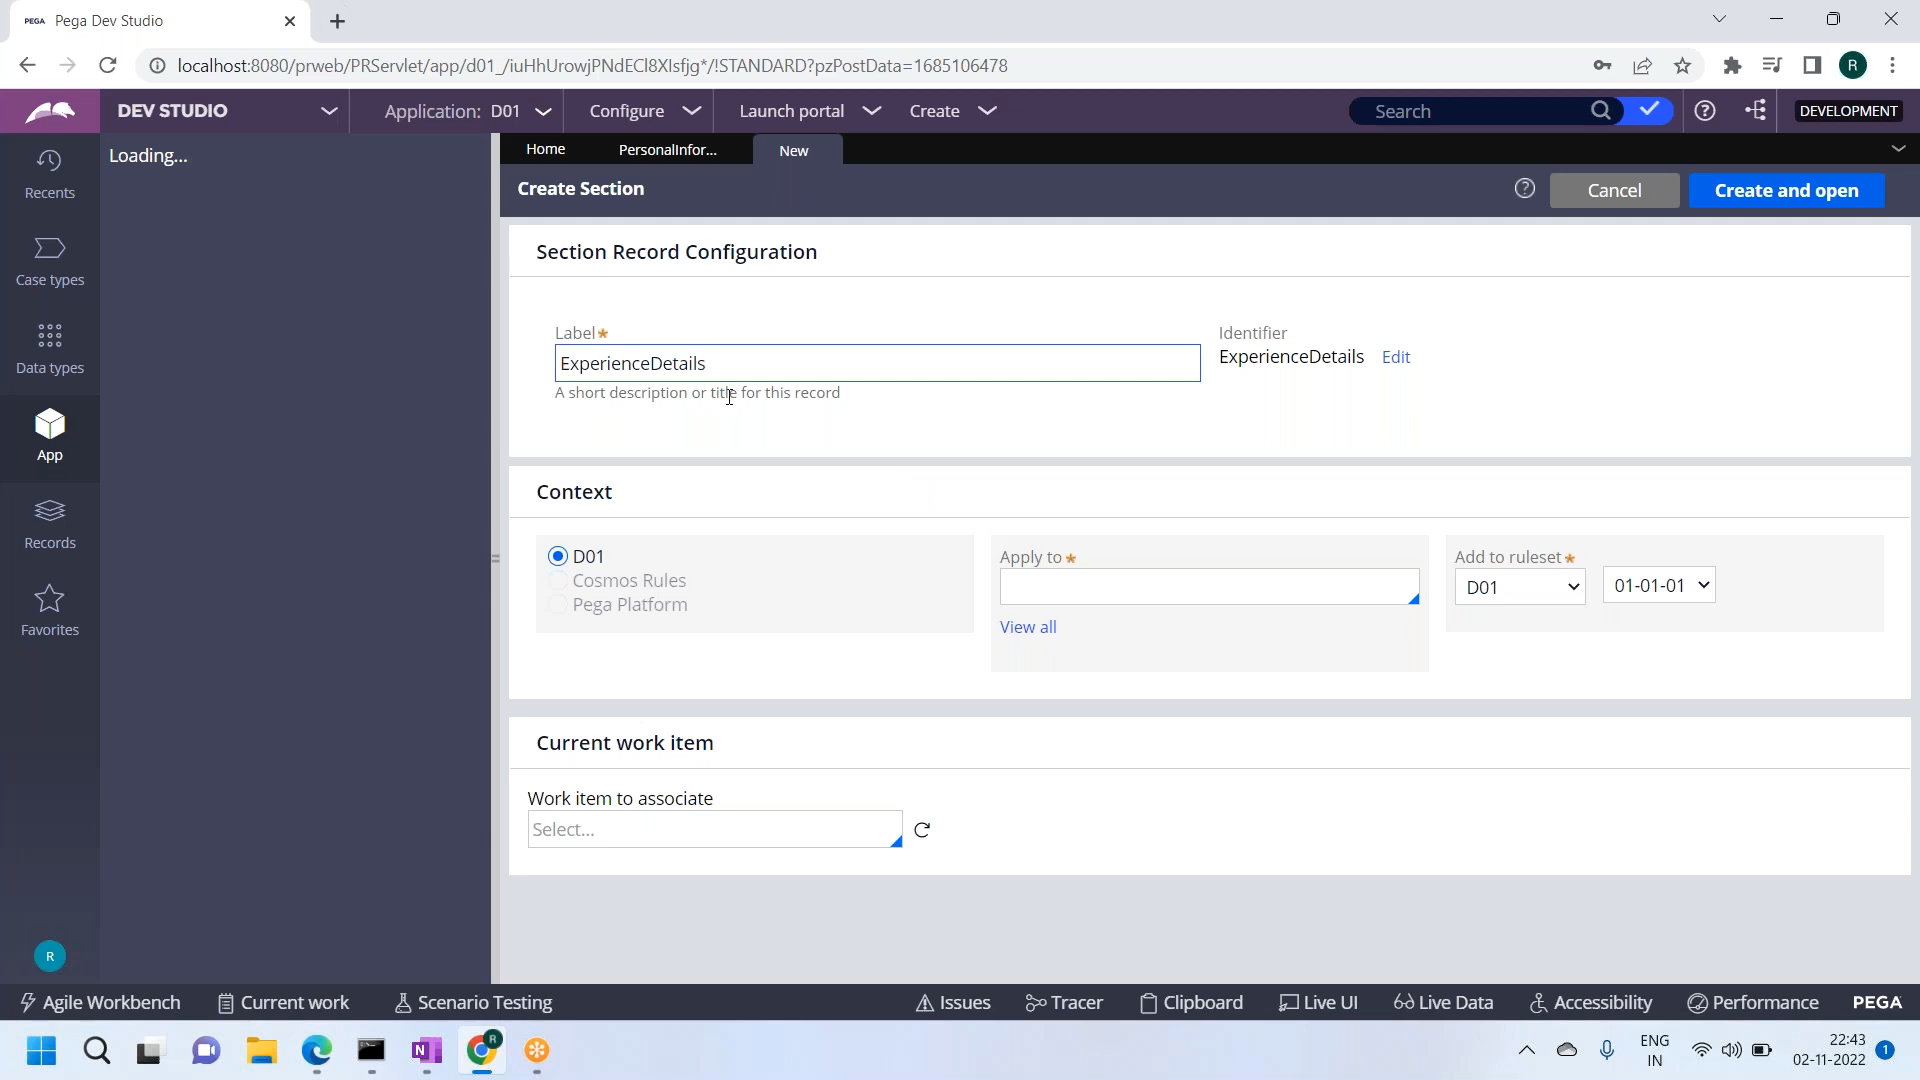 PEGA Pega Dev Studio
localhost:8080/prweb/PRServlet/app/d01_/iuHhUrowjPNdECl8XIsfjg*/!STANDARD?pzPostData=1685106478
R
DEV STUDIO
Application: D01
Configure
Launch portal
Create
Search
DEVELOPMENT
Recents
Case types
Data types
App
Records
Favorites
R
Loading...
Home
PersonalInfor...
New
Create Section
Cancel
Create and open
Section Record Configuration
Label*
ExperienceDetails
A short description or title for this record
Identifier
ExperienceDetails Edit
Context
D01
Cosmos Rules
Pega Platform
Apply to *
View all
Add to ruleset *
D01
01-01-01
Current work item
Work item to associate
Select...
Agile Workbench
Current work
Scenario Testing
Issues
Tracer
Clipboard
Live UI
Live Data
Accessibility
Performance
PEGA
R
ENG
IN
22:43
02-11-2022
1